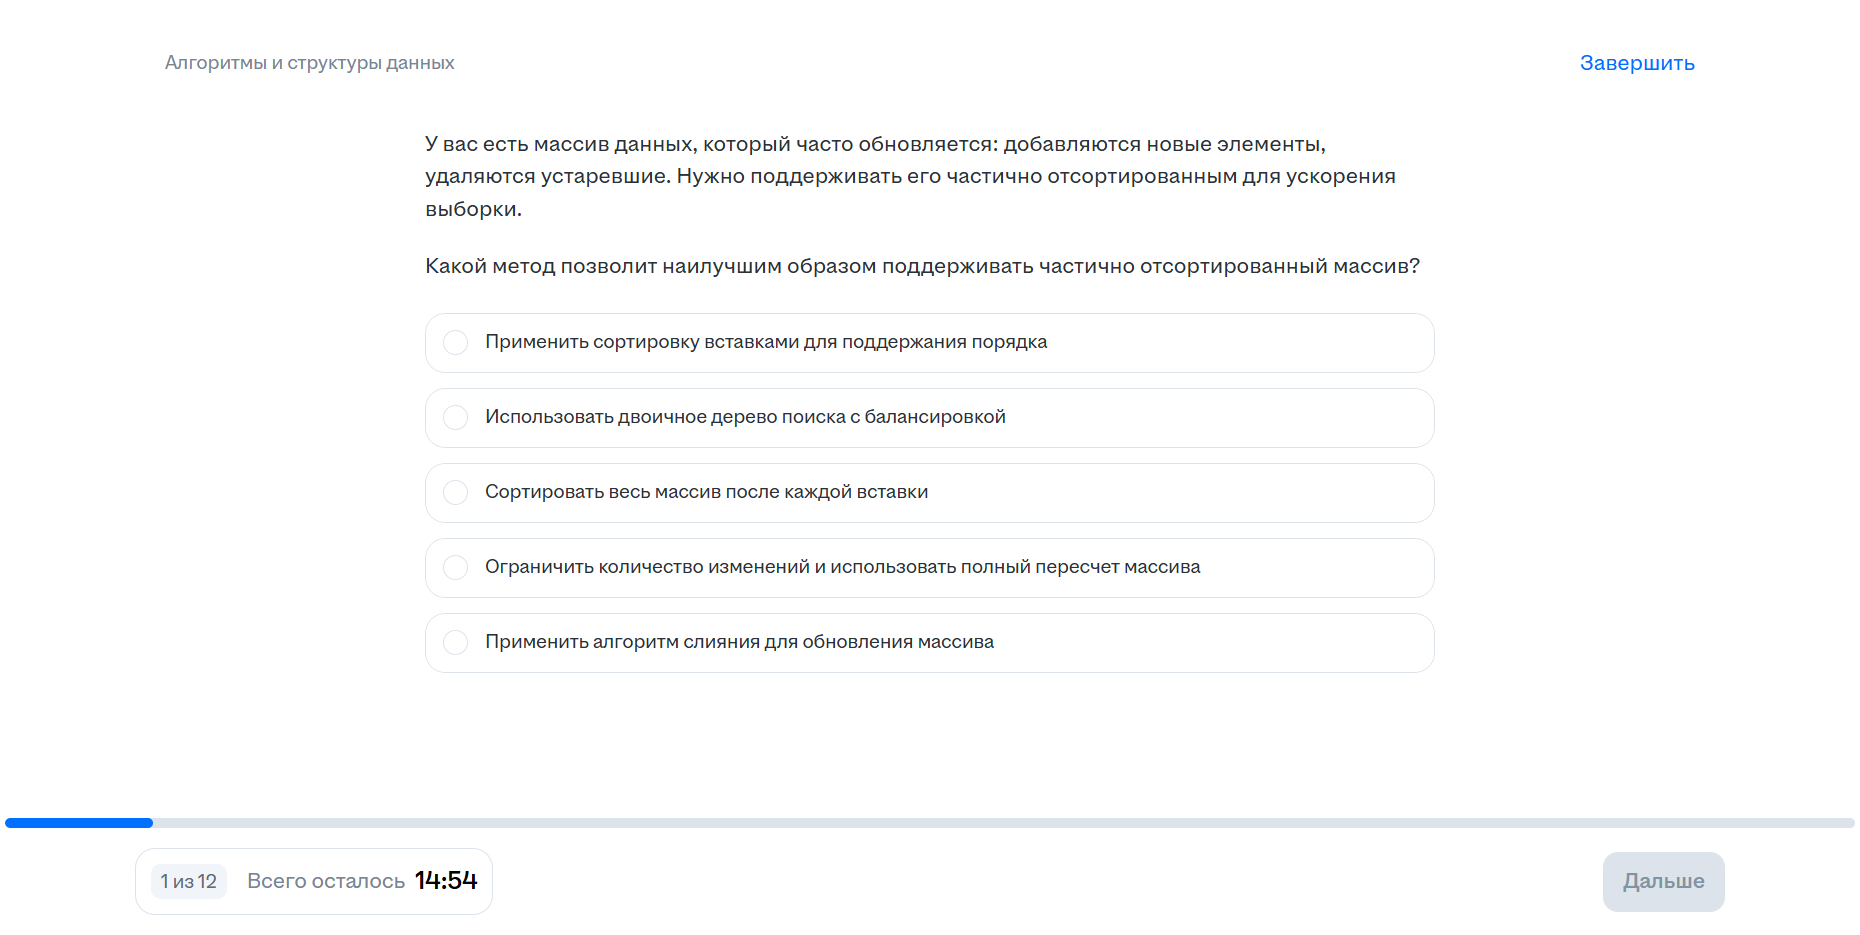 Алгоритмы и структуры данных
Завершить
У вас есть массив данных, который часто обновляется: добавляются новые элементы,
удаляются устаревшие. Нужно поддерживать его частично отсортированным для ускорения
выборки.
Какой метод позволит наилучшим образом поддерживать частично отсортированный массив?
Применить сортировку вставками для поддержания порядка
Использовать двоичное дерево поиска с балансировкой
Сортировать весь массив после каждой вставки
Ограничить количество изменений и использовать полный пересчет массива
Применить алгоритм слияния для обновления массива
1 из 12 Всего осталось 14:54
Дальше